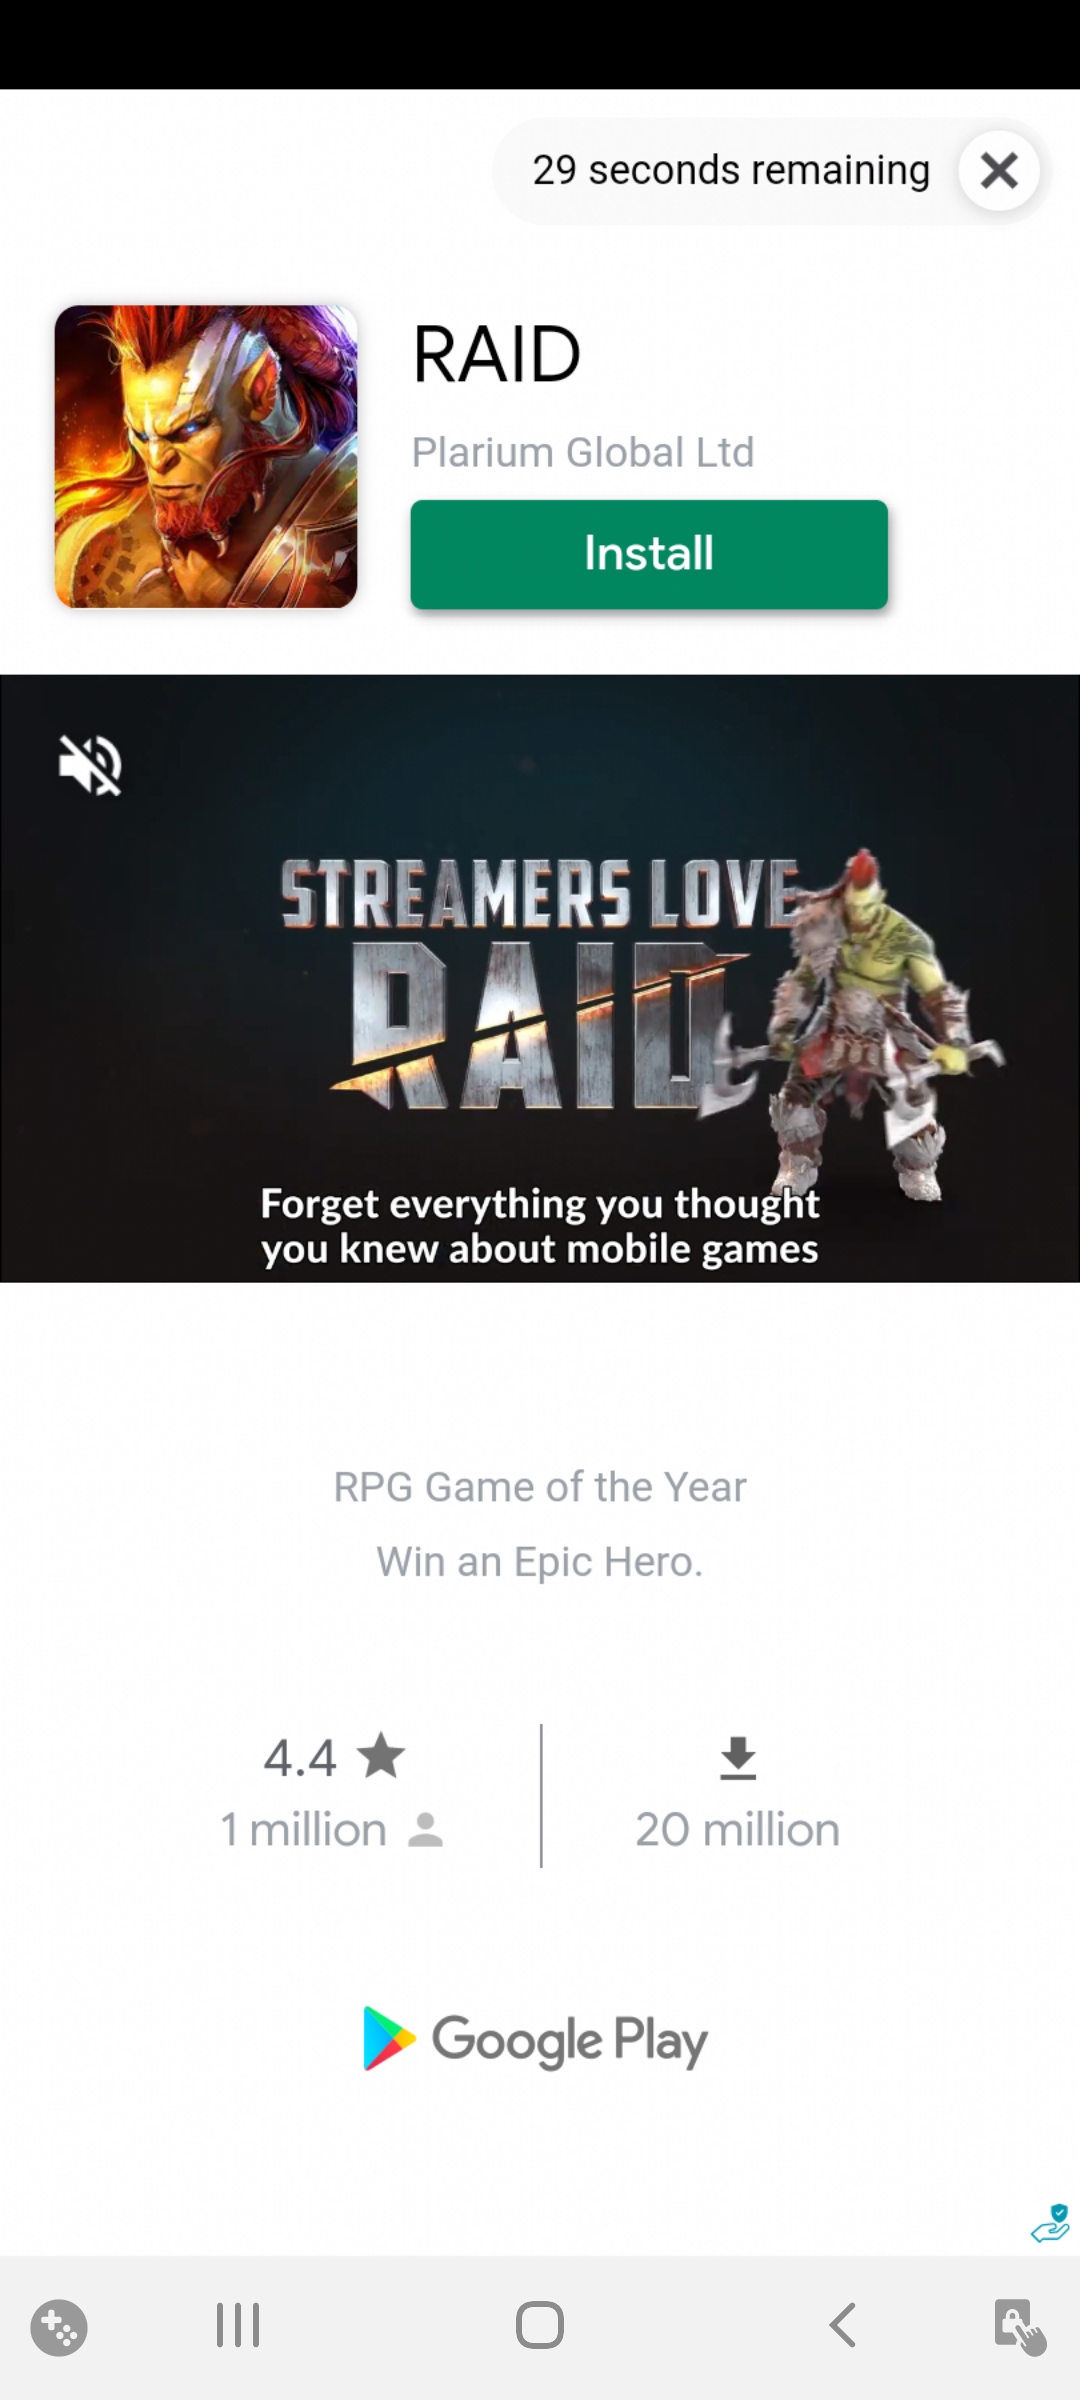 29 seconds remaining
RAID
Plarium Global Ltd
Install
STREAMERS LOVE
RAID
Forget everything you thought
you knew about mobile games
RPG Game of the Year
Win an Epic Hero.
4.4
1 million
20 million
Google Play